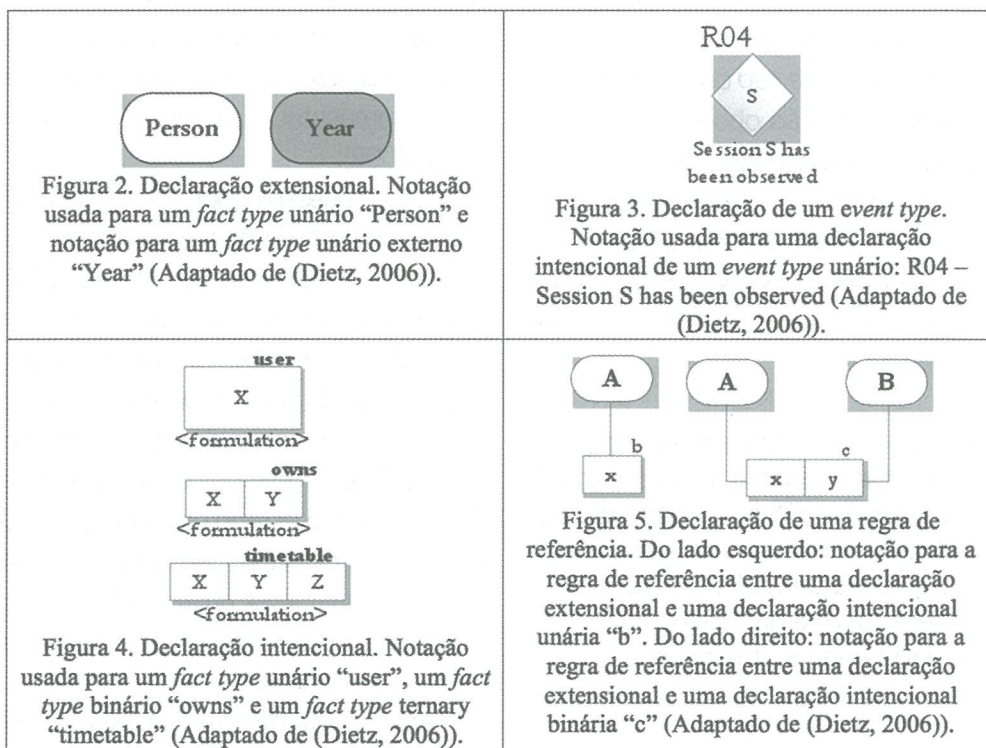 Person Year
Figura 2. Declaração extensional. Notação
usada para um fact type unário “Person” e
notação para um fact type unário externo
“Year” (Adaptado de (Dietz, 2006)).
R04
S
Session S has
been observed
Figura 3. Declaração de um event type.
Notação usada para uma declaração
intencional de um event type unário: R04 –
Session S has been observed (Adaptado de
(Dietz, 2006)).
user
X
<formulation>
owns
X Y
<formulation>
timetable
X Y Z
<formulation>
Figura 4. Declaração intencional. Notação
usada para um fact type unário “user”, um fact
type binário “owns” e um fact type ternary
“timetable” (Adaptado de (Dietz, 2006)).
A A B
b c
x x y
Figura 5. Declaração de uma regra de
referência. Do lado esquerdo: notação para a
regra de referência entre uma declaração
extensional e uma declaração intencional
unária “b”. Do lado direito: notação para a
regra de referência entre uma declaração
extensional e uma declaração intencional
binária “c” (Adaptado de (Dietz, 2006)).